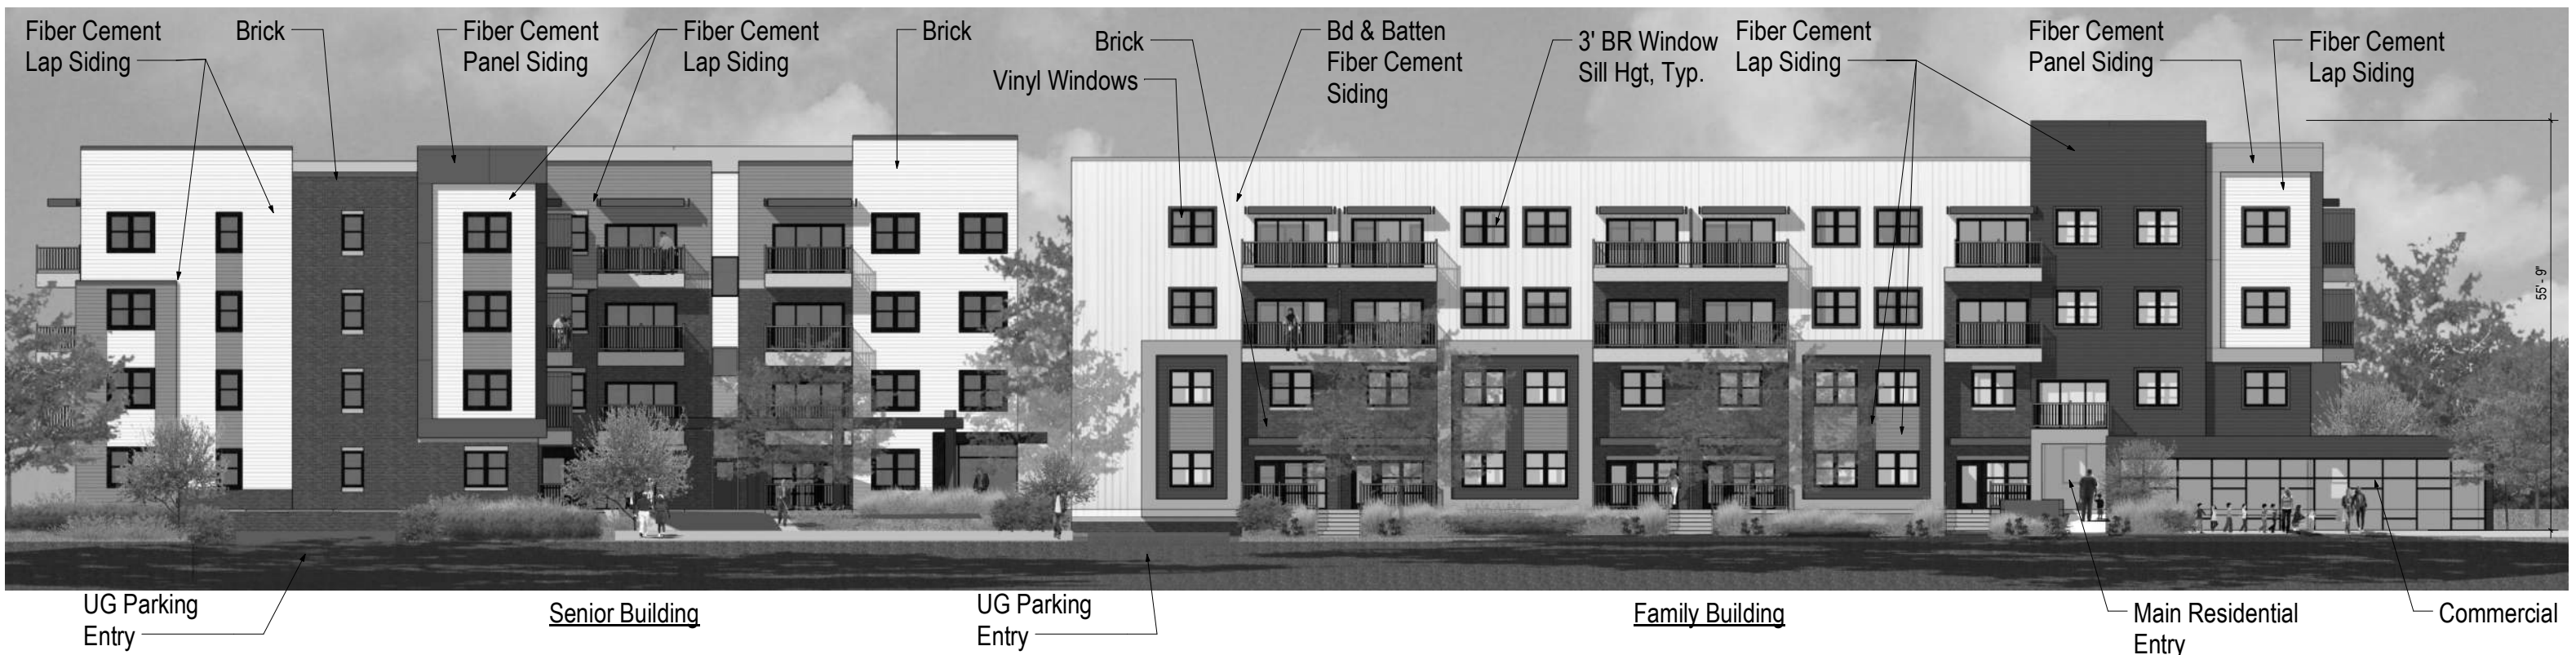 Fiber Cement
Lap Siding
Brick
Fiber Cement
Panel Siding
Fiber Cement
Lap Siding
Brick
Brick
Vinyl Windows
Bd & Batten
Fiber Cement
Siding
3' BR Window
Sill Hgt, Typ.
Fiber Cement
Lap Siding
Fiber Cement
Panel Siding
Fiber Cement
Lap Siding
55'- 9"
UG Parking
Entry
Senior Building
UG Parking
Entry
Family Building
Main Residential
Entry
Commercial